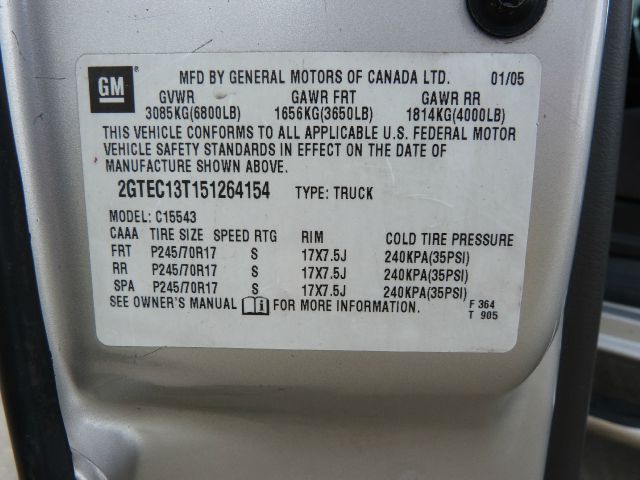 GM MFD BY GENERAL MOTORS OF CANADA LTD. 01/05
GVWR GAWR FRT GAWR RR
3085KG(6800LB) 1656KG(3650LB) 1814KG(4000LB)
THIS VEHICLE CONFORMS TO ALL APPLICABLE U.S. FEDERAL MOTOR
VEHICLE SAFETY STANDARDS IN EFFECT ON THE DATE OF
MANUFACTURE SHOWN ABOVE.
2GTEC13T151264154 TYPE: TRUCK
MODEL: C15543
CAAA TIRE SIZE SPEED RTG RIM COLD TIRE PRESSURE
FRT P245/70R17 S 17X7.5J 240KPA(35PSI)
RR P245/70R17 S 17X7.5J 240KPA(35PSI)
SPA P245/70R17 S 17X7.5J 240KPA(35PSI)
SEE OWNER'S MANUAL FOR MORE INFORMATION. F 364
T 905